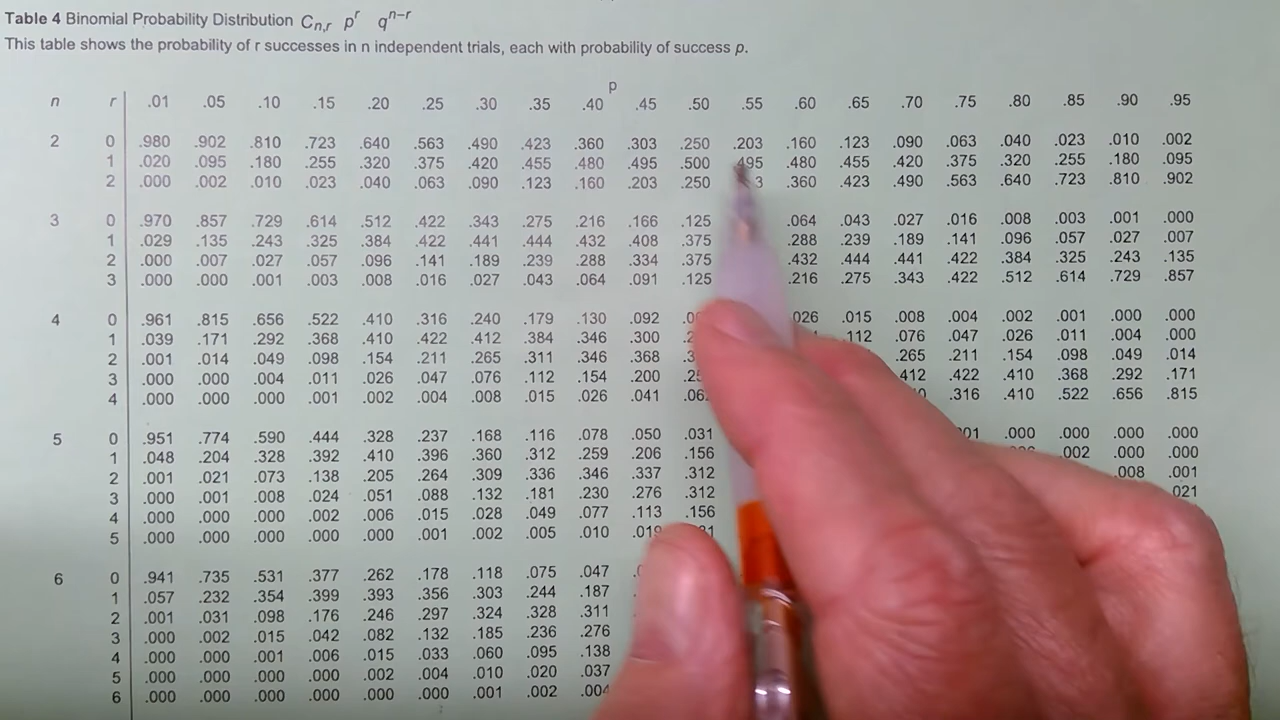 Table 4 Binomial Probability Distribution C n,r p^r q^n−r
This table shows the probability of r successes in n independent trials, each with probability of success p.
p
n r .01 .05 .10 .15 .20 .25 .30 .35 .40 .45 .50 .55 .60 .65 .70 .75 .80 .85 .90 .95
2 0 .980 .902 .810 .723 .640 .563 .490 .423 .360 .303 .250 .203 .160 .123 .090 .063 .040 .023 .010 .002
1 .020 .095 .180 .255 .320 .375 .420 .455 .480 .495 .500 .495 .480 .455 .420 .375 .320 .255 .180 .095
2 .000 .002 .010 .023 .040 .063 .090 .123 .160 .203 .250 3 .360 .423 .490 .563 .640 .723 .810 .902
3 0 .970 .857 .729 .614 .512 .422 .343 .275 .216 .166 .125 .064 .043 .027 .016 .008 .003 .001 .000
1 .029 .135 .243 .325 .384 .422 .441 .444 .432 .408 .375 .288 .239 .189 .141 .096 .057 .027 .007
2 .000 .007 .027 .057 .096 .141 .189 .239 .288 .334 .375 .432 .444 .441 .422 .384 .325 .243 .135
3 .000 .000 .001 .003 .008 .016 .027 .043 .064 .091 .125 .216 .275 .343 .422 .512 .614 .729 .857
4 0 .961 .815 .656 .522 .410 .316 .240 .179 .130 .092 .026 .015 .008 .004 .002 .001 .000 .000
1 .039 .171 .292 .368 .410 .422 .412 .384 .346 .300 .112 .076 .047 .026 .011 .004 .000
2 .001 .014 .049 .098 .154 .211 .265 .311 .346 .368 .265 .211 .154 .098 .049 .014
3 .000 .000 .004 .011 .026 .047 .076 .112 .154 .200 .412 .422 .410 .368 .292 .171
4 .000 .000 .000 .001 .002 .004 .008 .015 .026 .041 .316 .410 .522 .656 .815
5 0 .951 .774 .590 .444 .328 .237 .168 .116 .078 .050 .031 .000 .000 .000 .000
1 .048 .204 .328 .392 .410 .396 .360 .312 .259 .206 .156 .002 .000 .000
2 .001 .021 .073 .138 .205 .264 .309 .336 .346 .337 .312 .008 .001
3 .000 .001 .008 .024 .051 .088 .132 .181 .230 .276 .312 .021
4 .000 .000 .000 .002 .006 .015 .028 .049 .077 .113 .156
5 .000 .000 .000 .000 .000 .001 .002 .005 .010 .019
6 0 .941 .735 .531 .377 .262 .178 .118 .075 .047
1 .057 .232 .354 .399 .393 .356 .303 .244 .187
2 .001 .031 .098 .176 .246 .297 .324 .328 .311
3 .000 .002 .015 .042 .082 .132 .185 .236 .276
4 .000 .000 .001 .006 .015 .033 .060 .095 .138
5 .000 .000 .000 .000 .002 .004 .010 .020 .037
6 .000 .000 .000 .000 .000 .000 .001 .002 .004